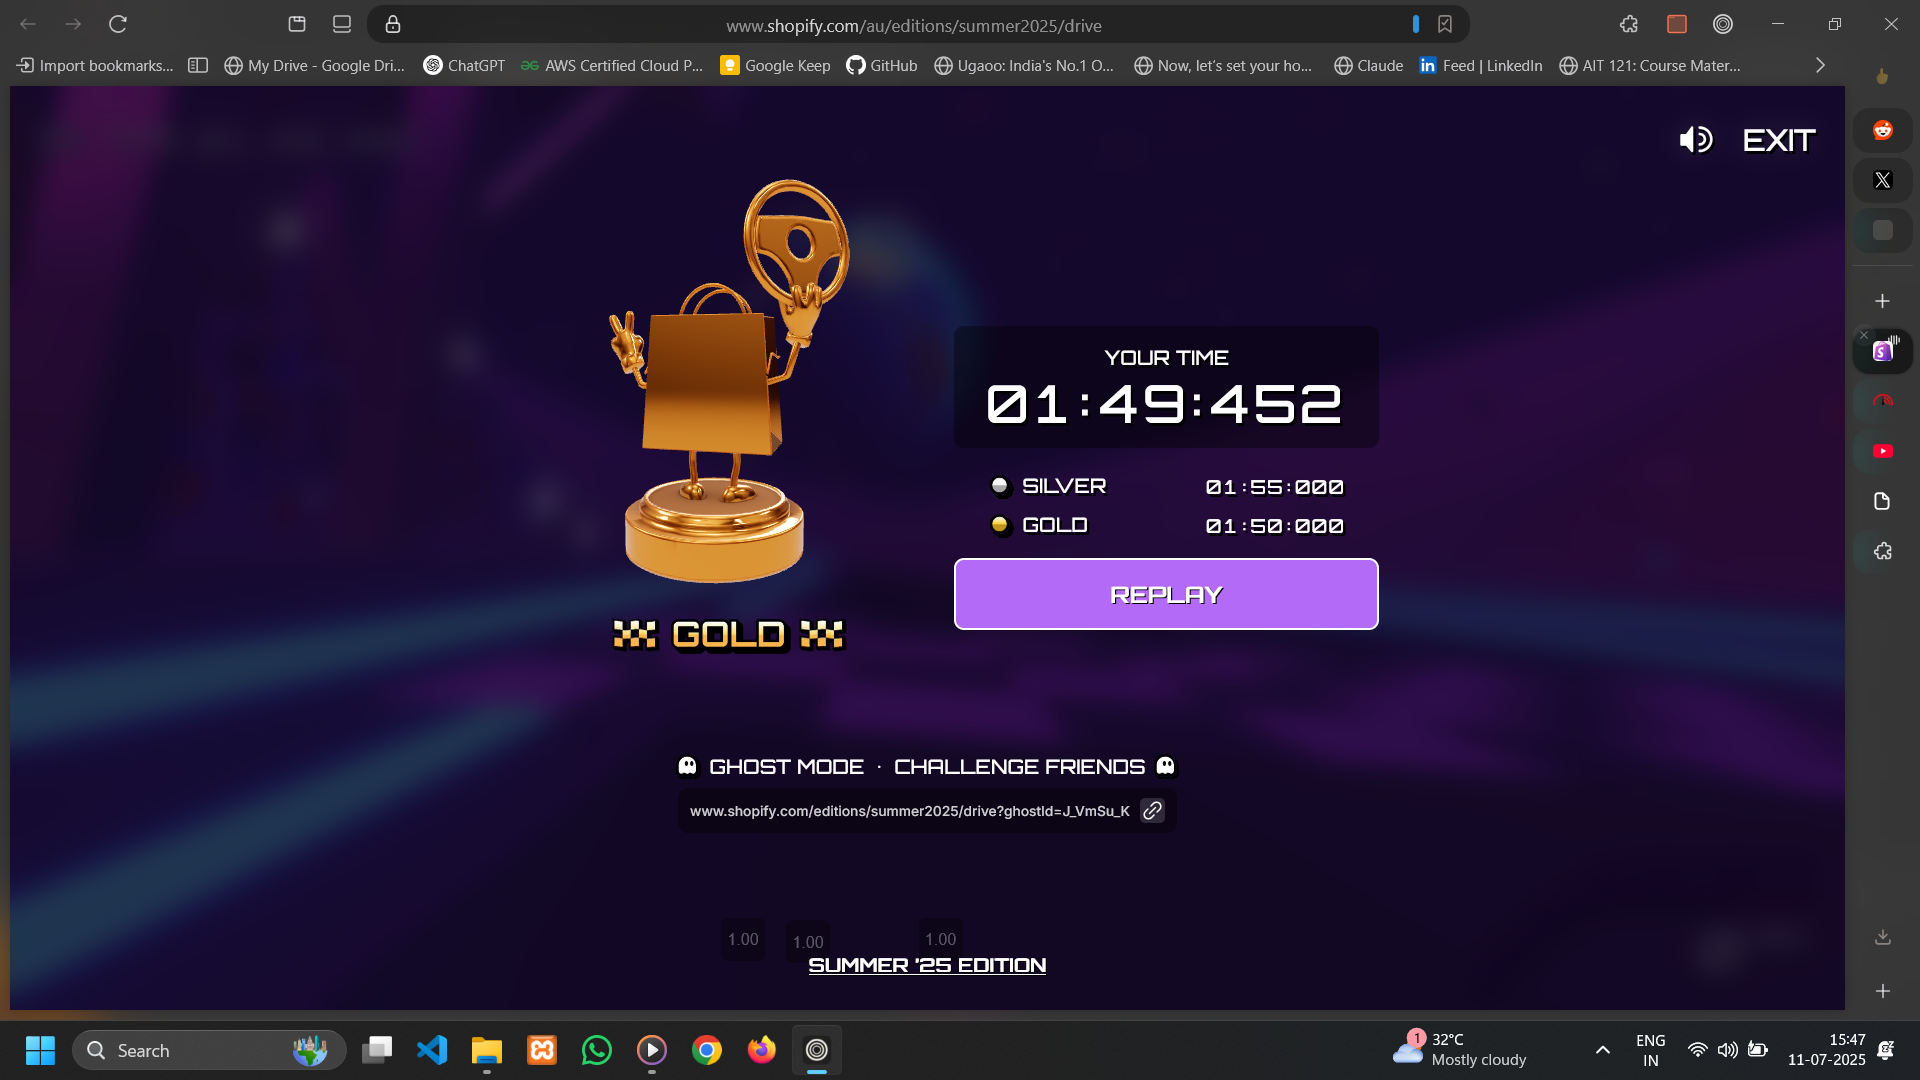 www.shopify.com/au/editions/summer2025/drive
Import bookmarks...
My Drive - Google Dri...
ChatGPT
AWS Certified Cloud P...
Google Keep
GitHub
Ugaoo: India's No.1 O...
Now, let's set your ho...
Claude
Feed | LinkedIn
AIT 121: Course Mater...
EXIT
YOUR TIME
01:49:452
SILVER 01:55:000
GOLD 01:50:000
REPLAY
GOLD
GHOST MODE · CHALLENGE FRIENDS
www.shopify.com/editions/summer2025/drive?ghostId=J_VmSu_K
1.00 1.00 1.00
SUMMER '25 EDITION
Search
1
32°C
Mostly cloudy
ENG
IN
15:47
11-07-2025